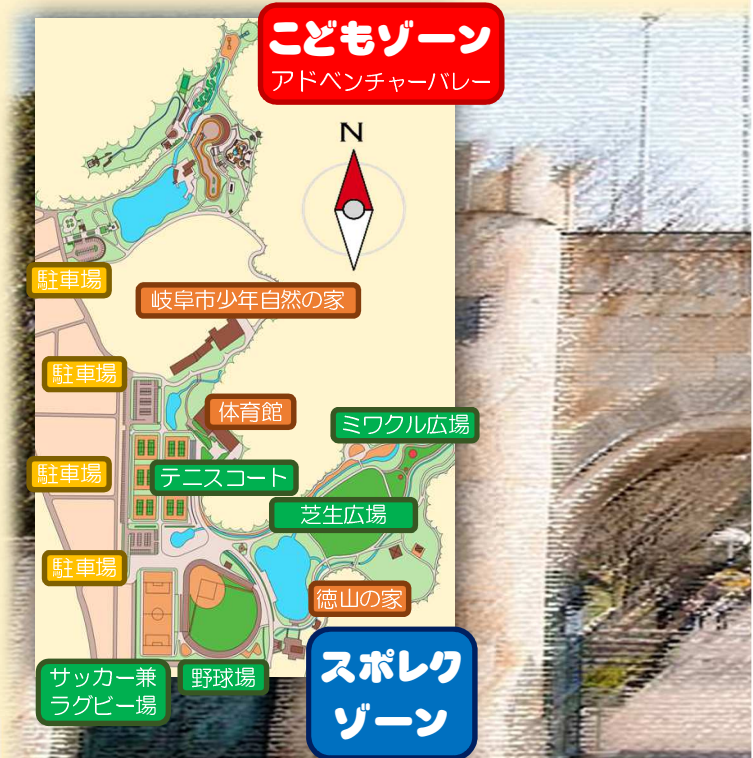 こどもゾーン
アドベンチャーバレー
N
駐車場
岐阜市少年自然の家
駐車場
体育館
ミワクル広場
駐車場
テニスコート
芝生広場
駐車場
徳山の家
サッカー兼
ラグビー場
野球場
スポレク
ゾーン